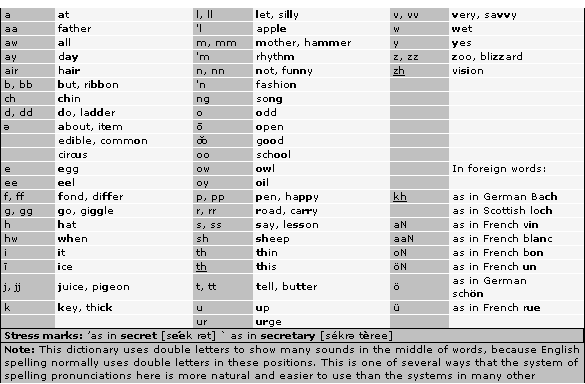 a at l, ll let, silly v, vv very, savvy
aa father 'l apple w wet
aw all m, mm mother, hammer y yes
ay day 'm rhythm z, zz zoo, blizzard
air hair n, nn not, funny zh vision
b, bb but, ribbon 'n fashion
ch chin ng song
d, dd do, ladder o odd
ə about, item ō open
edible, common o͝o good
circus oo school
e egg ow owl In foreign words:
ee eel oy oil
f, ff fond, differ p, pp pen, happy kh as in German Bach
g, gg go, giggle r, rr road, carry as in Scottish loch
h hat s, ss say, lesson aN as in French vin
hw when sh sheep aaN as in French blanc
i it th thin oN as in French bon
ī ice th this öN as in French un
j, jj juice, pigeon t, tt tell, butter ö as in German schön
k key, thick u up ü as in French rue
ur urge
Stress marks: ´as in secret [seék rət] ` as in secretary [sékrə tèree]
Note: This dictionary uses double letters to show many sounds in the middle of words, because English
spelling normally uses double letters in these positions. This is one of several ways that the system of
spelling pronunciations here is more natural and easier to use than the systems in many other